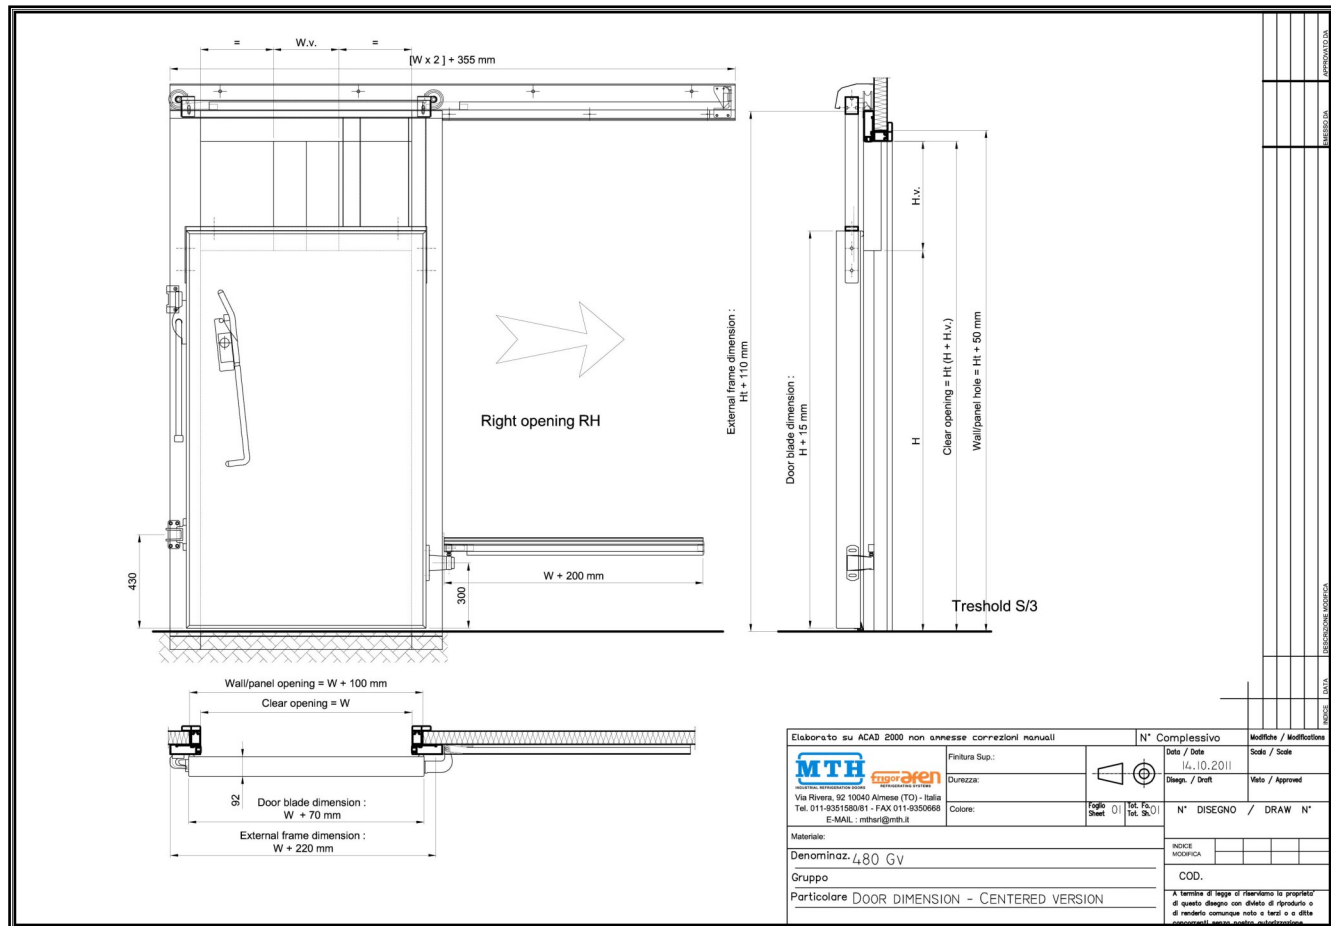 = W.v. =
[W x 2 ] + 355 mm
Right opening RH
430
300
W + 200 mm
External frame dimension :
Ht + 110 mm
Door blade dimension :
H + 15 mm
H.v.
H
Clear opening = Ht (H + H.v.)
Wall/panel hole = Ht + 50 mm
Treshold S/3
Wall/panel opening = W + 100 mm
Clear opening = W
92
Door blade dimension :
W + 70 mm
External frame dimension :
W + 220 mm
APPROVATO DA
EMESSO DA
DESCRIZIONE MODIFICA
DATA
INDICE
Elaborato su ACAD 2000 non ammesse correzioni manuali
N° Complessivo
Modifiche / Modifications
MTH
INDUSTRIAL REFRIGERATION DOORS
frigor afen
REFRIGERATING SYSTEMS
Via Rivera, 92 10040 Almese (TO) - Italia
Tel. 011-9351580/81 - FAX 011-9350668
E-MAIL : mthsrl@mth.it
Finitura Sup.:
Durezza:
Colore:
Foglio
Sheet 01
Tot. Fo.
Tot. Sh. 01
Data / Date
14.10.2011
Scala / Scale
Disegn. / Draft
Visto / Approved
N° DISEGNO / DRAW N°
Materiale:
Denominaz. 480 GV
Gruppo
Particolare DOOR DIMENSION - CENTERED VERSION
INDICE
MODIFICA
COD.
A termine di legge ci riserviamo la proprieta'
di questo disegno con divieto di riprodurlo o
di renderlo comunque noto a terzi o a ditte
concorrenti senza nostra autorizzazione